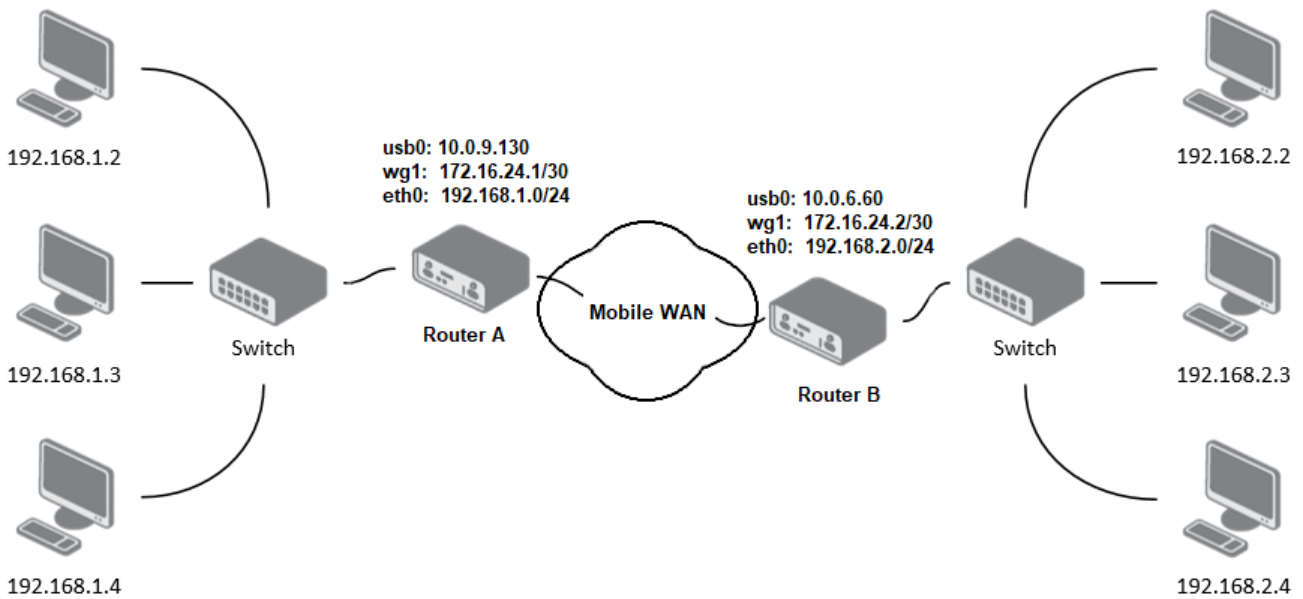 192.168.1.2
192.168.1.3
192.168.1.4
Switch
usb0: 10.0.9.130
wg1: 172.16.24.1/30
eth0: 192.168.1.0/24
Router A
Mobile WAN
usb0: 10.0.6.60
wg1: 172.16.24.2/30
eth0: 192.168.2.0/24
Router B
Switch
192.168.2.2
192.168.2.3
192.168.2.4